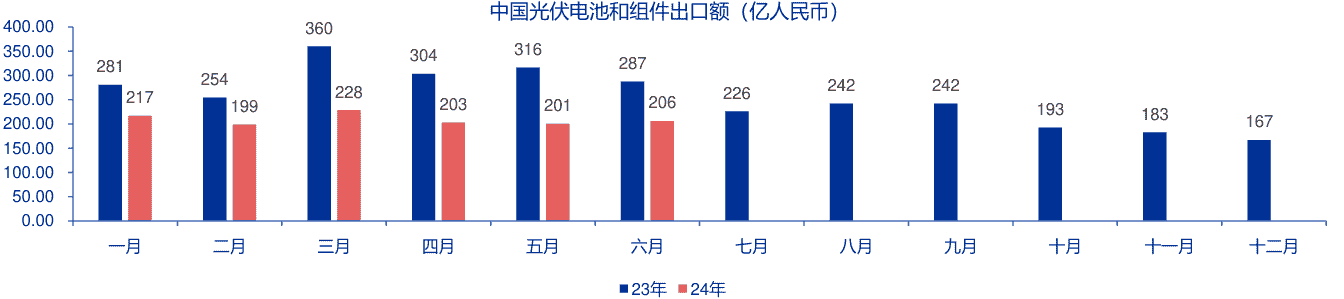 中国光伏电池和组件出口额（亿人民币）
400.00
350.00
300.00
250.00
200.00
150.00
100.00
50.00
0.00
281 217 254 199 360 228 304 203 316 201 287 206 226 242 242 193 183 167
一月 二月 三月 四月 五月 六月 七月 八月 九月 十月 十一月 十二月
23年 24年